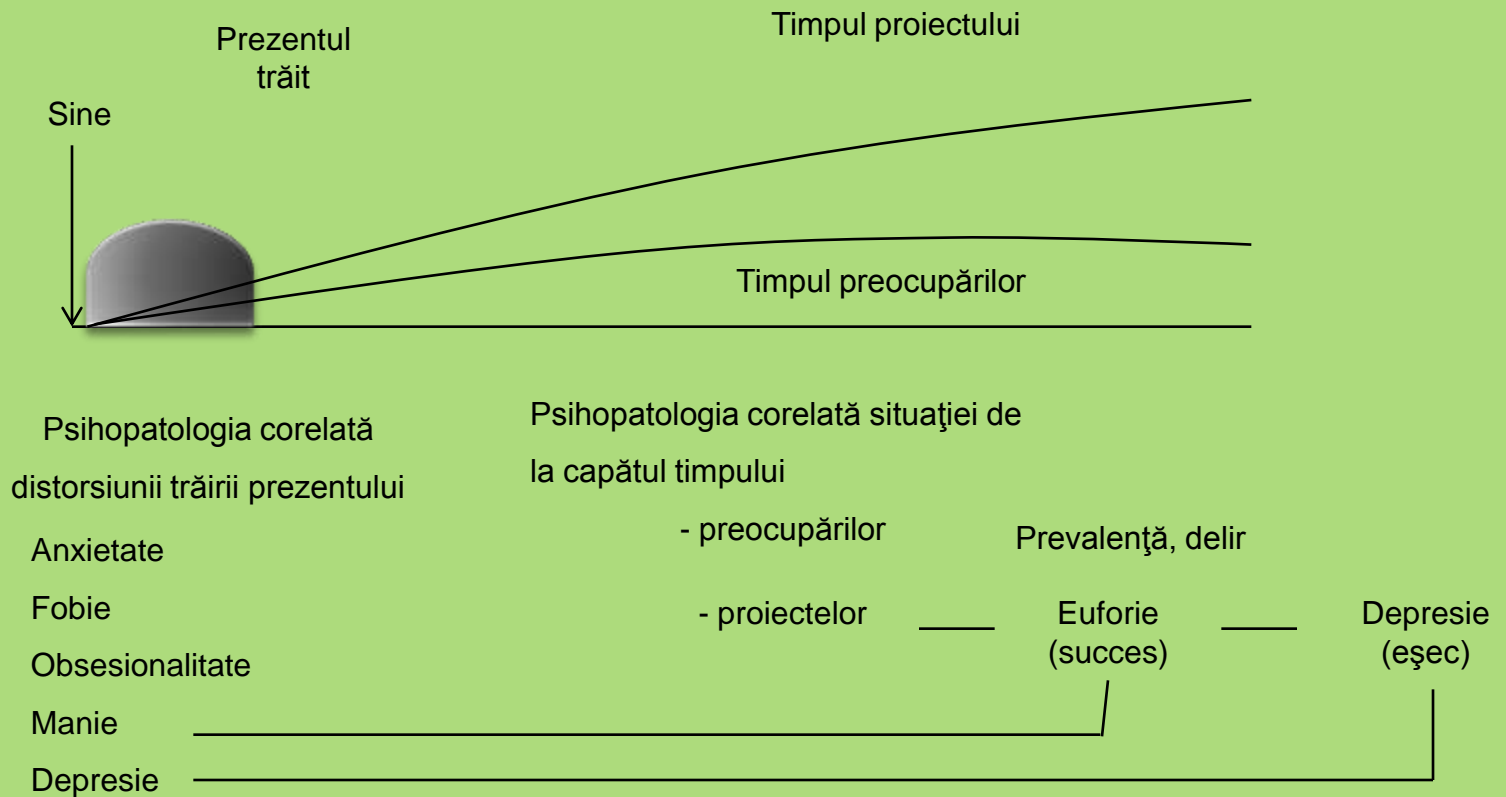 Timpul proiectului
Prezentul
trăit
Sine
Timpul preocupărilor
Psihopatologia corelată
distorsiunii trăirii prezentului
Anxietate
Fobie
Obsesionalitate
Manie
Depresie
Psihopatologia corelată situaţiei de
la capătul timpului
- preocupărilor
Prevalenţă, delir
- proiectelor
Euforie
(succes)
Depresie
(eşec)